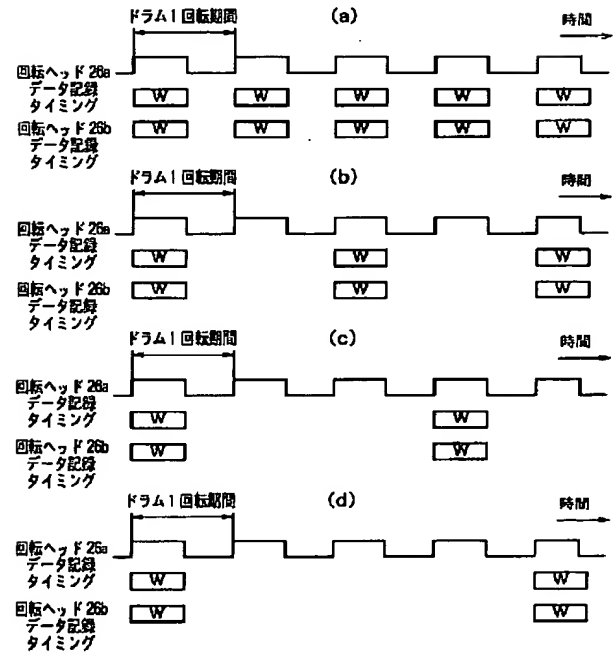 (a)
ドラム1回転期間
時間
回転ヘッド26a
データ記録
タイミング
W W W W W
回転ヘッド26b
データ記録
タイミング
W W W W W
(b)
ドラム1回転期間
時間
回転ヘッド26a
データ記録
タイミング
W W W
回転ヘッド26b
データ記録
タイミング
W W W
(c)
ドラム1回転期間
時間
回転ヘッド26a
データ記録
タイミング
W W
回転ヘッド26b
データ記録
タイミング
W W
(d)
ドラム1回転期間
時間
回転ヘッド26a
データ記録
タイミング
W W
回転ヘッド26b
データ記録
タイミング
W W